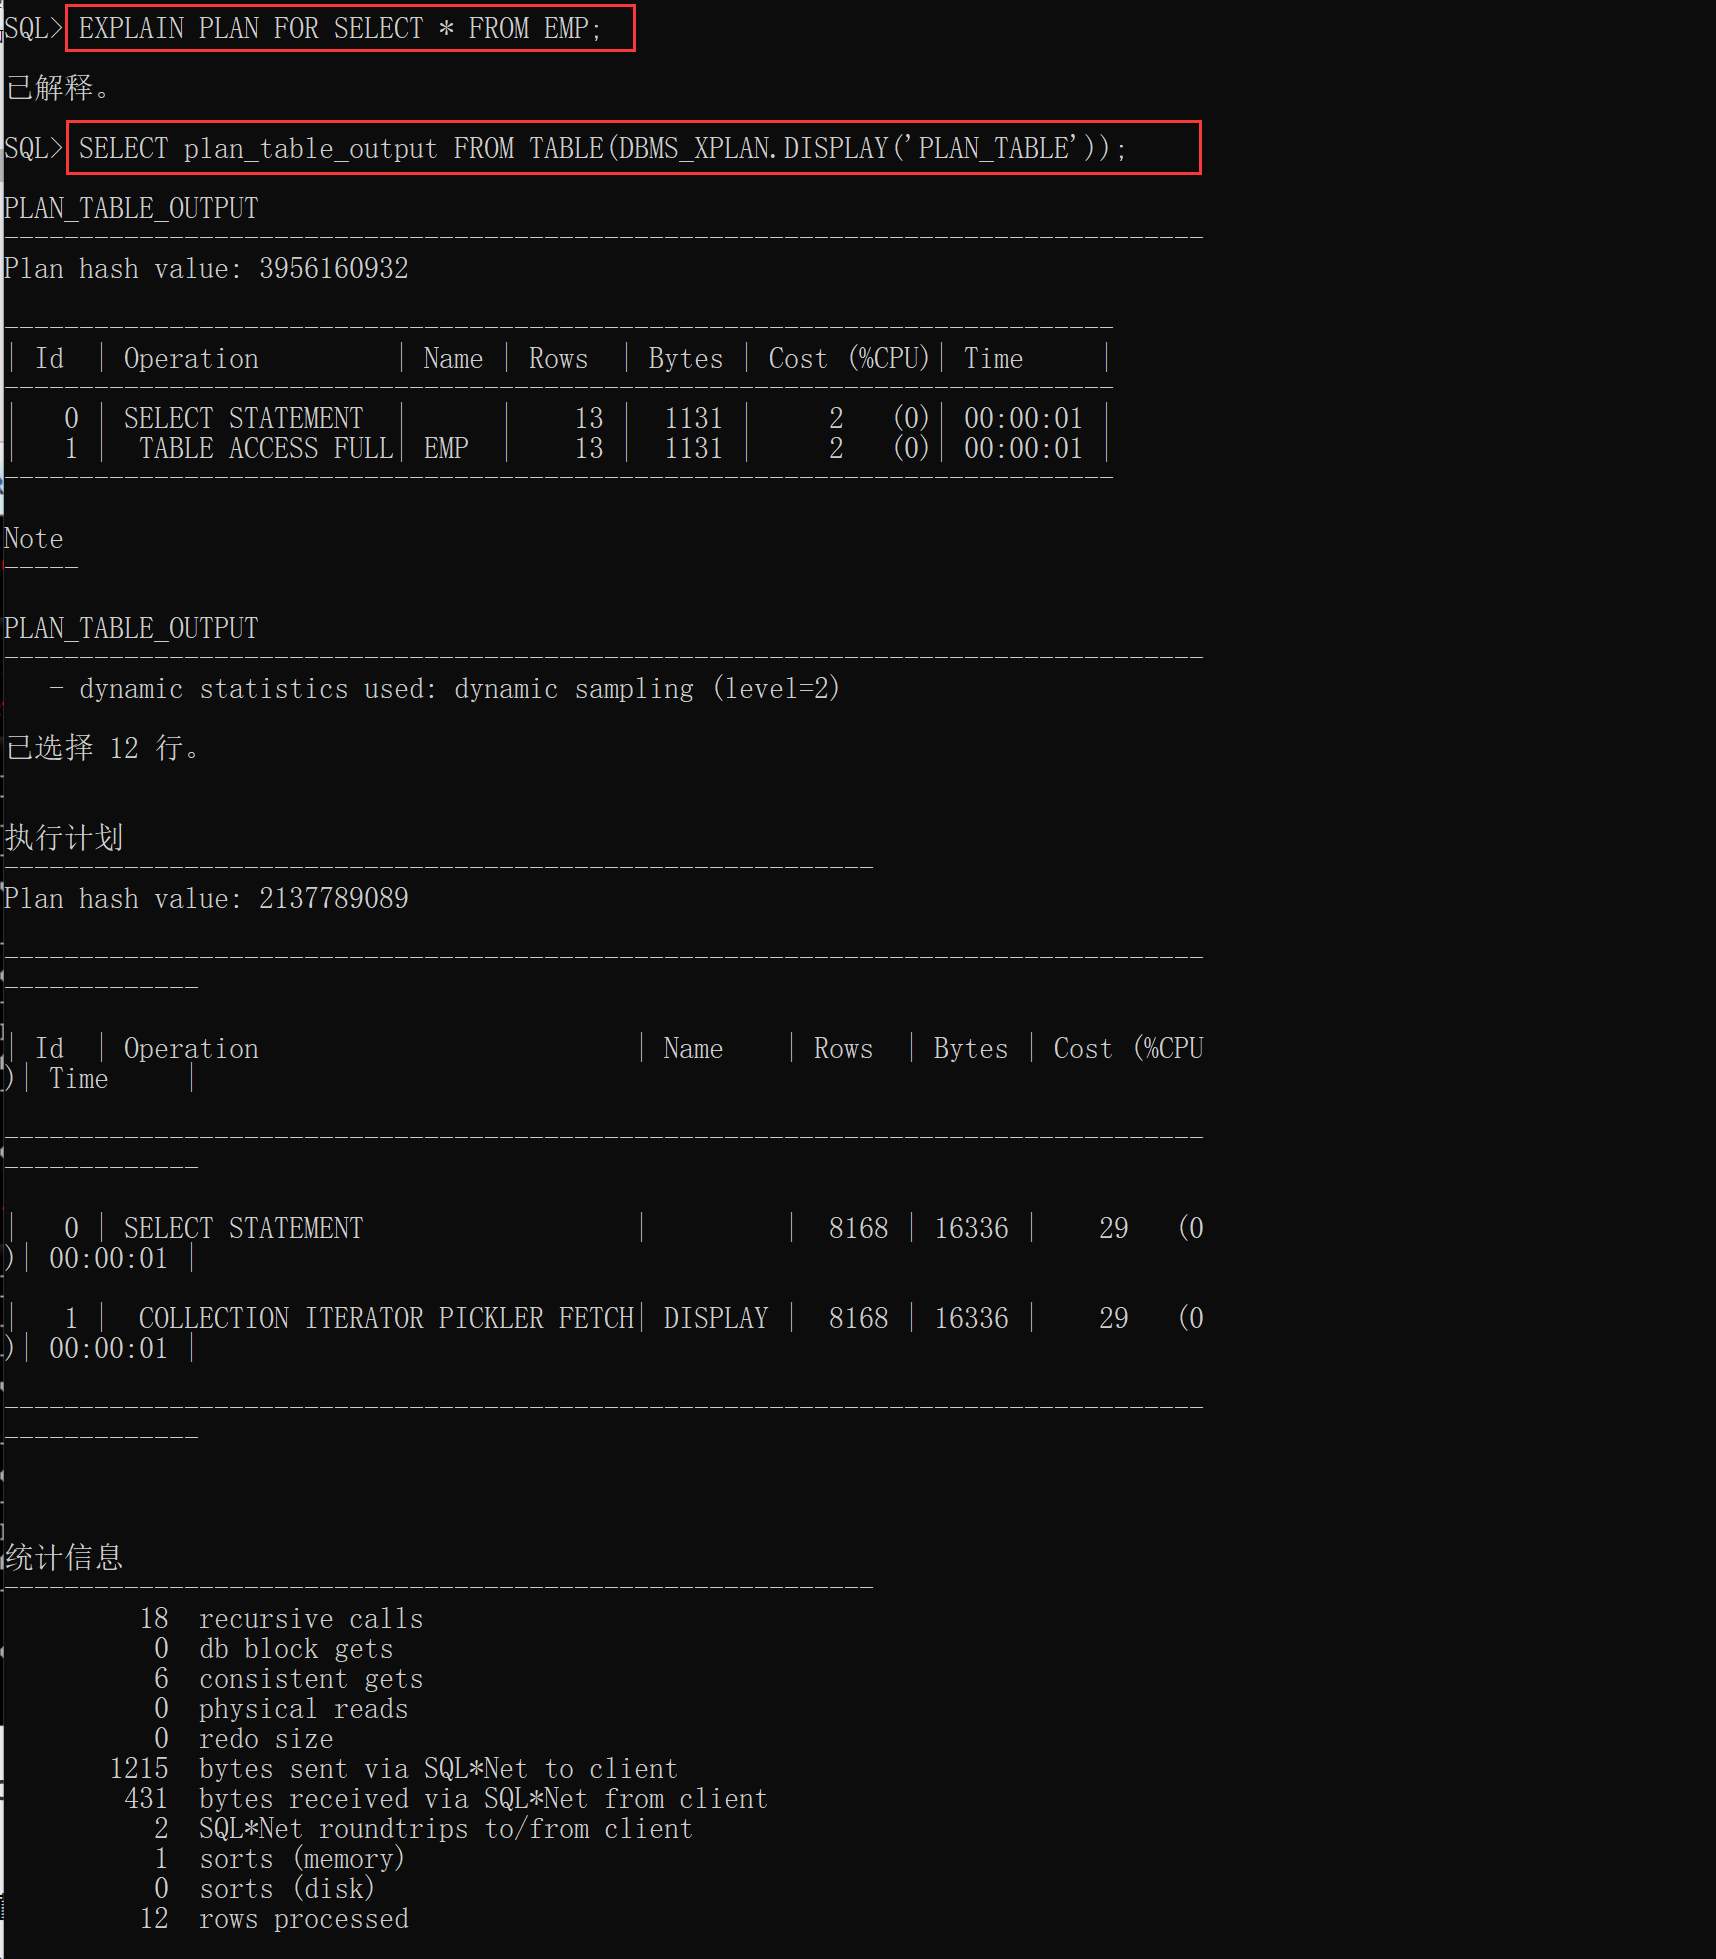 SQL> EXPLAIN PLAN FOR SELECT * FROM EMP;
已解释。
SQL> SELECT plan_table_output FROM TABLE(DBMS_XPLAN.DISPLAY('PLAN_TABLE'));
PLAN_TABLE_OUTPUT
--------------------------------------------------------------------------------
Plan hash value: 3956160932
--------------------------------------------------------------------------
| Id  | Operation         | Name | Rows  | Bytes | Cost (%CPU)| Time     |
--------------------------------------------------------------------------
|   0 | SELECT STATEMENT  |      |    13 |  1131 |     2   (0)| 00:00:01 |
|   1 |  TABLE ACCESS FULL| EMP  |    13 |  1131 |     2   (0)| 00:00:01 |
--------------------------------------------------------------------------
Note
-----
PLAN_TABLE_OUTPUT
--------------------------------------------------------------------------------
   - dynamic statistics used: dynamic sampling (level=2)
已选择 12 行。
执行计划
----------------------------------------------------------
Plan hash value: 2137789089
--------------------------------------------------------------------------------
-------------
| Id  | Operation                         | Name    | Rows  | Bytes | Cost (%CPU
)| Time     |
--------------------------------------------------------------------------------
-------------
|   0 | SELECT STATEMENT                  |         |  8168 | 16336 |    29   (0
)| 00:00:01 |
|   1 |  COLLECTION ITERATOR PICKLER FETCH| DISPLAY |  8168 | 16336 |    29   (0
)| 00:00:01 |
--------------------------------------------------------------------------------
-------------
统计信息
----------------------------------------------------------
         18  recursive calls
          0  db block gets
          6  consistent gets
          0  physical reads
          0  redo size
       1215  bytes sent via SQL*Net to client
        431  bytes received via SQL*Net from client
          2  SQL*Net roundtrips to/from client
          1  sorts (memory)
          0  sorts (disk)
         12  rows processed